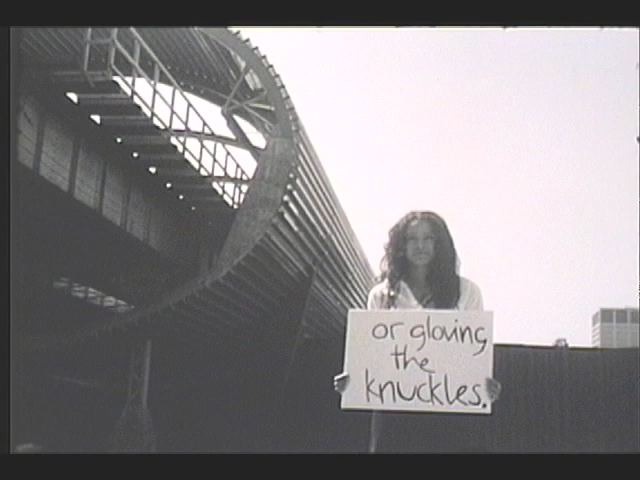 or gloving
the
knuckles.